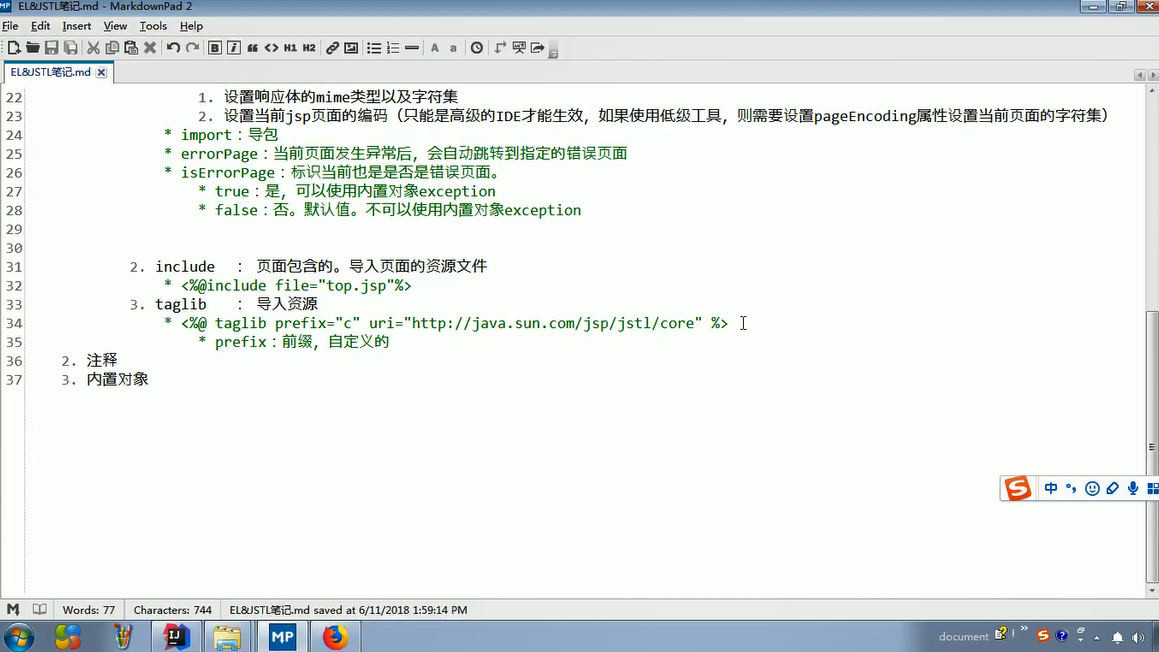 EL&JSTL笔记.md - MarkdownPad 2
File Edit Insert View Tools Help
B i “ <> H1 H2 A a
EL&JSTL笔记.md
22 1. 设置响应体的mime类型以及字符集
23 2. 设置当前jsp页面的编码（只能是高级的IDE才能生效，如果使用低级工具，则需要设置pageEncoding属性设置当前页面的字符集）
24 * import：导包
25 * errorPage：当前页面发生异常后，会自动跳转到指定的错误页面
26 * isErrorPage：标识当前也是是否是错误页面。
27 * true：是，可以使用内置对象exception
28 * false：否。默认值。不可以使用内置对象exception
29
30
31 2. include ： 页面包含的。导入页面的资源文件
32 * <%@include file="top.jsp"%>
33 3. taglib ： 导入资源
34 * <%@ taglib prefix="c" uri="http://java.sun.com/jsp/jstl/core" %>
35 * prefix：前缀，自定义的
36 2. 注释
37 3. 内置对象
S 中
Words: 77 Characters: 744 EL&JSTL笔记.md saved at 6/11/2018 1:59:14 PM
IJ MP document